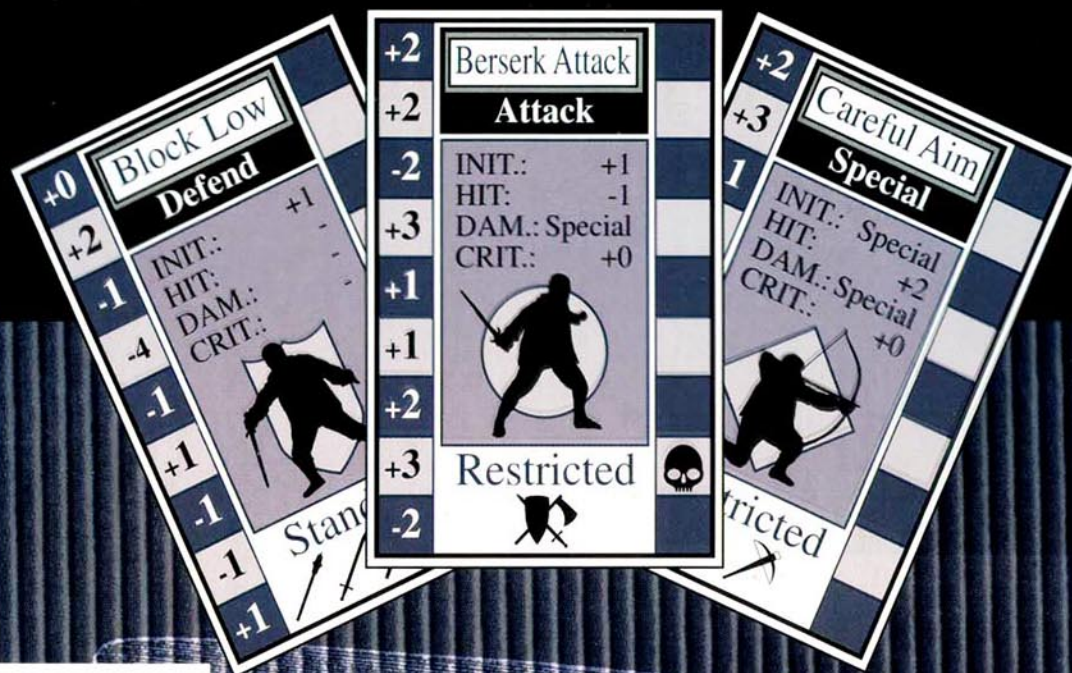 Block Low
Defend
INIT.: +1
HIT: -
DAM.: -
CRIT.: -
Stan
+0
+2
-1
-4
-1
+1
-1
-1
+1
Berserk Attack
Attack
INIT.: +1
HIT: -1
DAM.: Special
CRIT.: +0
Restricted
+2
+2
-2
+3
+1
+1
+2
+3
-2
Careful Aim
Special
INIT.: Special
HIT: +2
DAM.: Special
CRIT.: +0
tricted
+2
+3
1